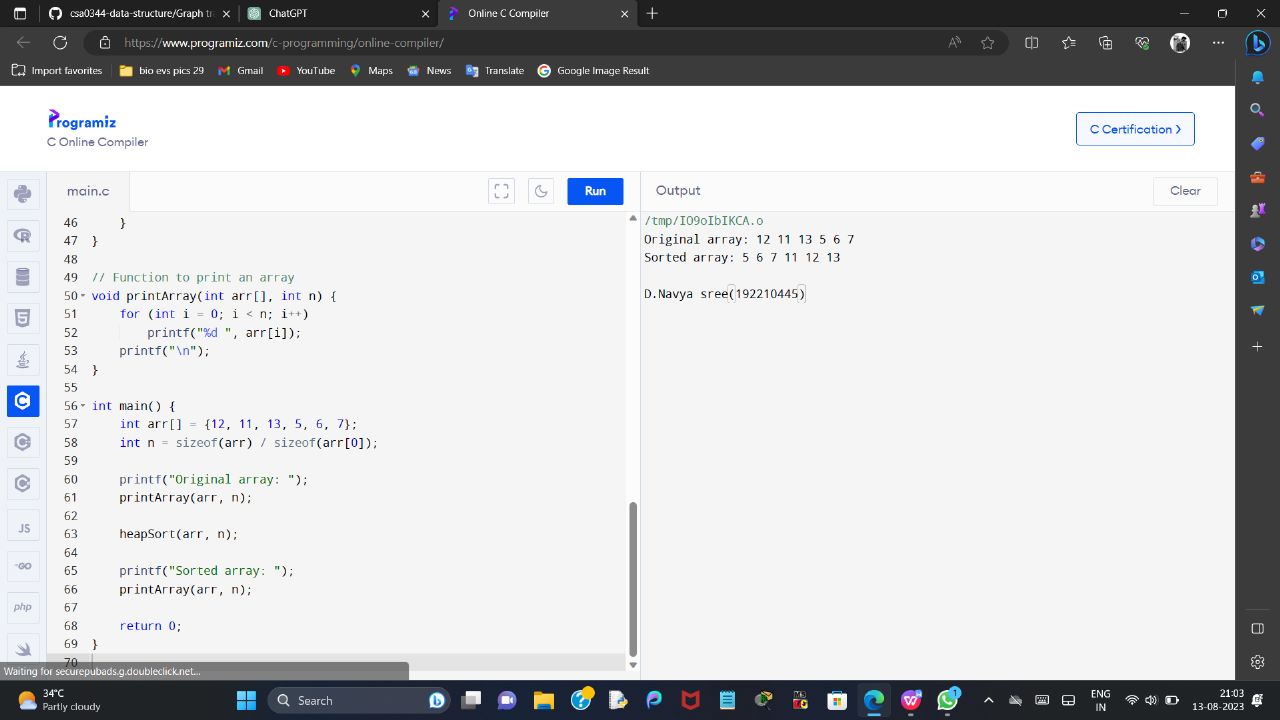 csa0344-data-structure/Graph tr
ChatGPT
Online C Compiler
https://www.programiz.com/c-programming/online-compiler/
Import favorites
bio evs pics 29
Gmail
YouTube
Maps
News
Translate
Google Image Result
Programiz
C Online Compiler
C Certification >
main.c
Run
Output
Clear
46 }
47 }
48
49 // Function to print an array
50 void printArray(int arr[], int n) {
51 for (int i = 0; i < n; i++)
52 printf("%d ", arr[i]);
53 printf("\n");
54 }
55
56 int main() {
57 int arr[] = {12, 11, 13, 5, 6, 7};
58 int n = sizeof(arr) / sizeof(arr[0]);
59
60 printf("Original array: ");
61 printArray(arr, n);
62
63 heapSort(arr, n);
64
65 printf("Sorted array: ");
66 printArray(arr, n);
67
68 return 0;
69 }
70
/tmp/IO9oIbIKCA.o
Original array: 12 11 13 5 6 7
Sorted array: 5 6 7 11 12 13
D.Navya sree(192210445)
JS
GO
php
Waiting for securepubads.g.doubleclick.net...
34°C
Partly cloudy
Search
1
ENG
IN
21:03
13-08-2023